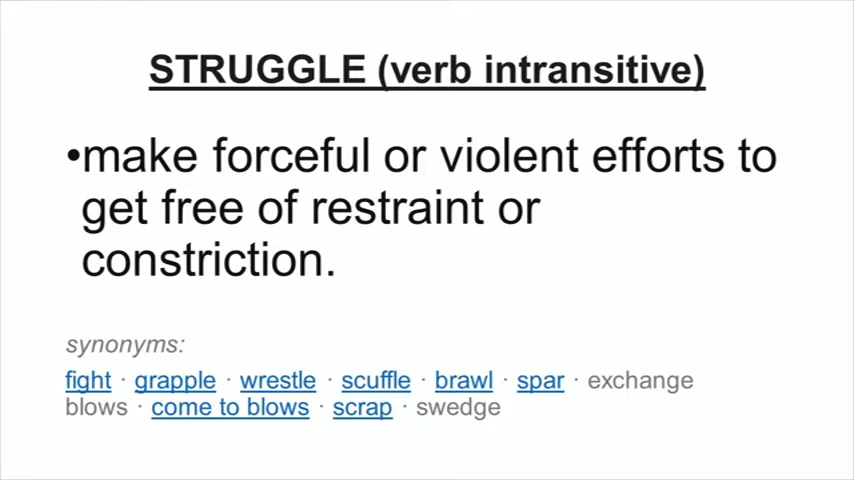 STRUGGLE (verb intransitive)
•make forceful or violent efforts to
get free of restraint or
constriction.
synonyms:
fight · grapple · wrestle · scuffle · brawl · spar · exchange
blows · come to blows · scrap · swedge